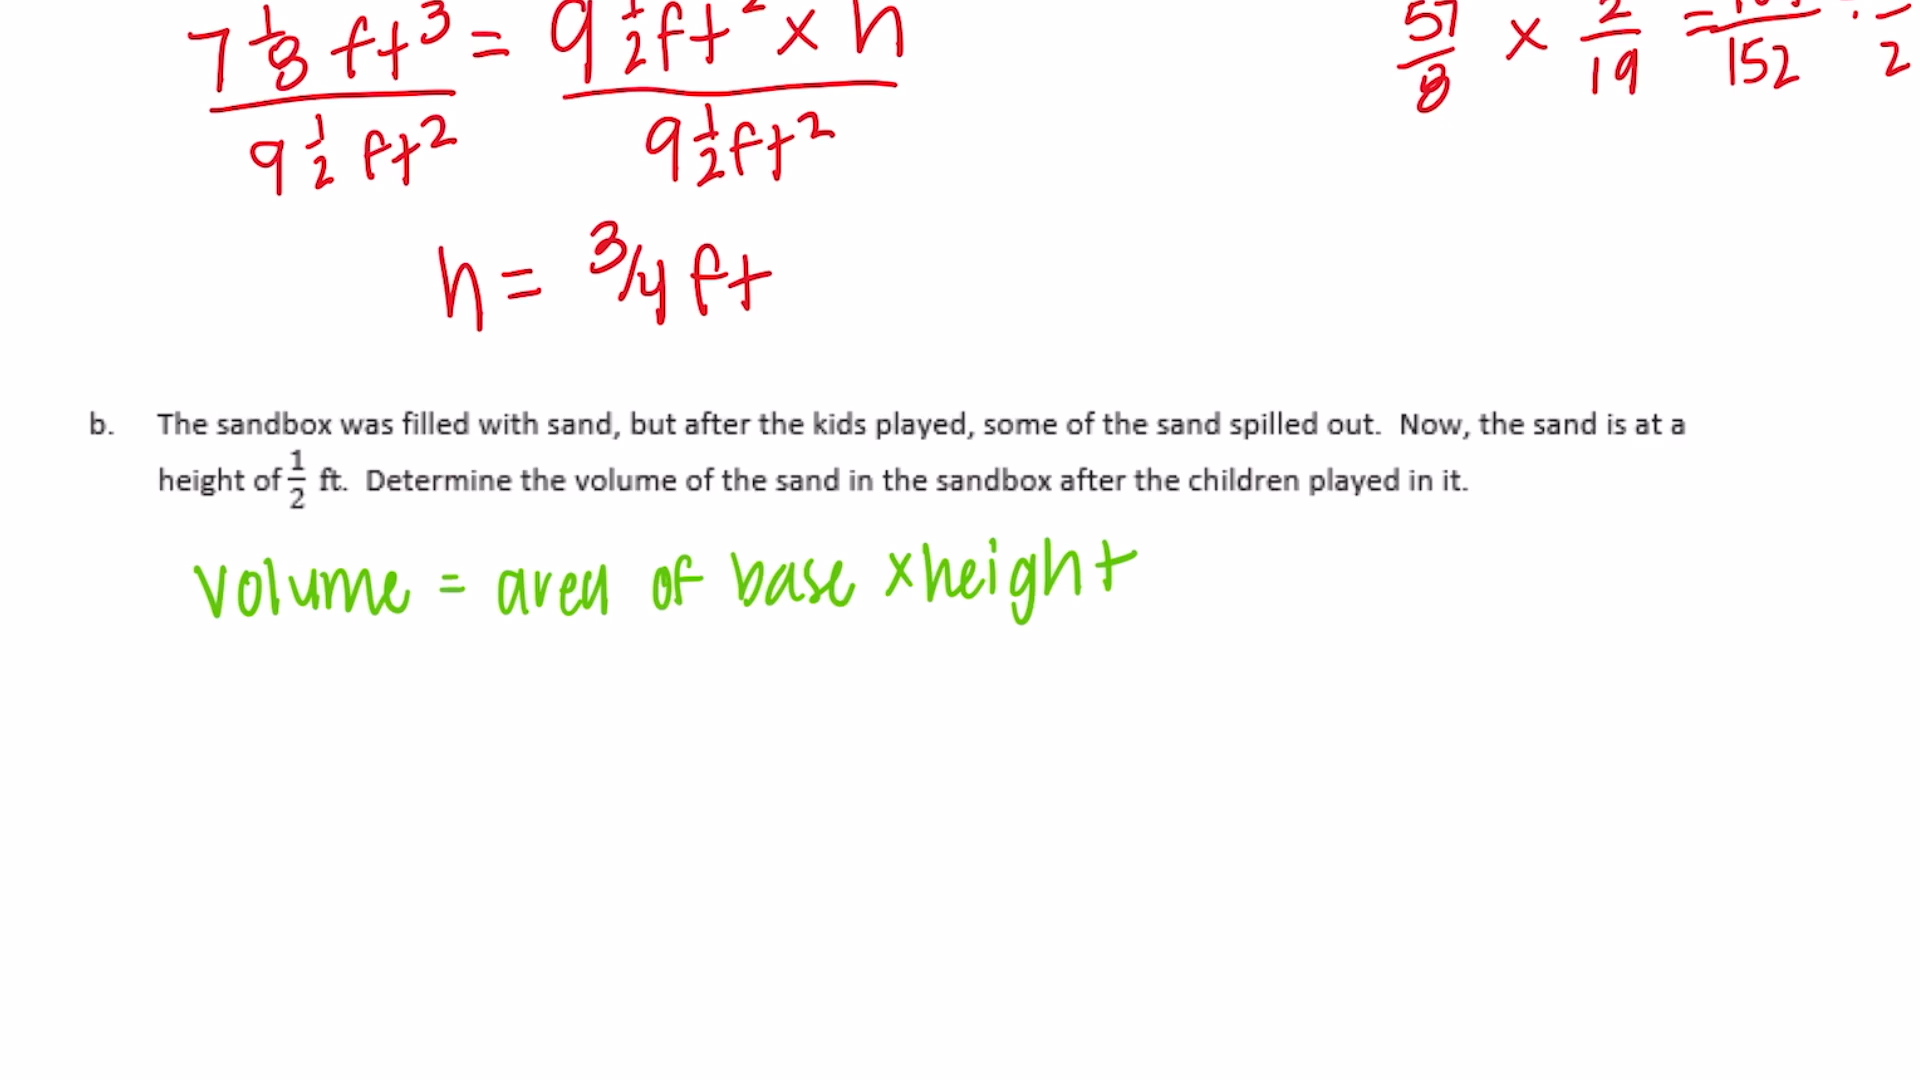 7 1/8 ft³ = 9 1/2 ft² x h
9 1/2 ft² 9 1/2 ft²
57/8 x 2/19 = /152 ÷ /2
h = 3/4 ft
b. The sandbox was filled with sand, but after the kids played, some of the sand spilled out. Now, the sand is at a
height of 1/2 ft. Determine the volume of the sand in the sandbox after the children played in it.
Volume = area of base x height